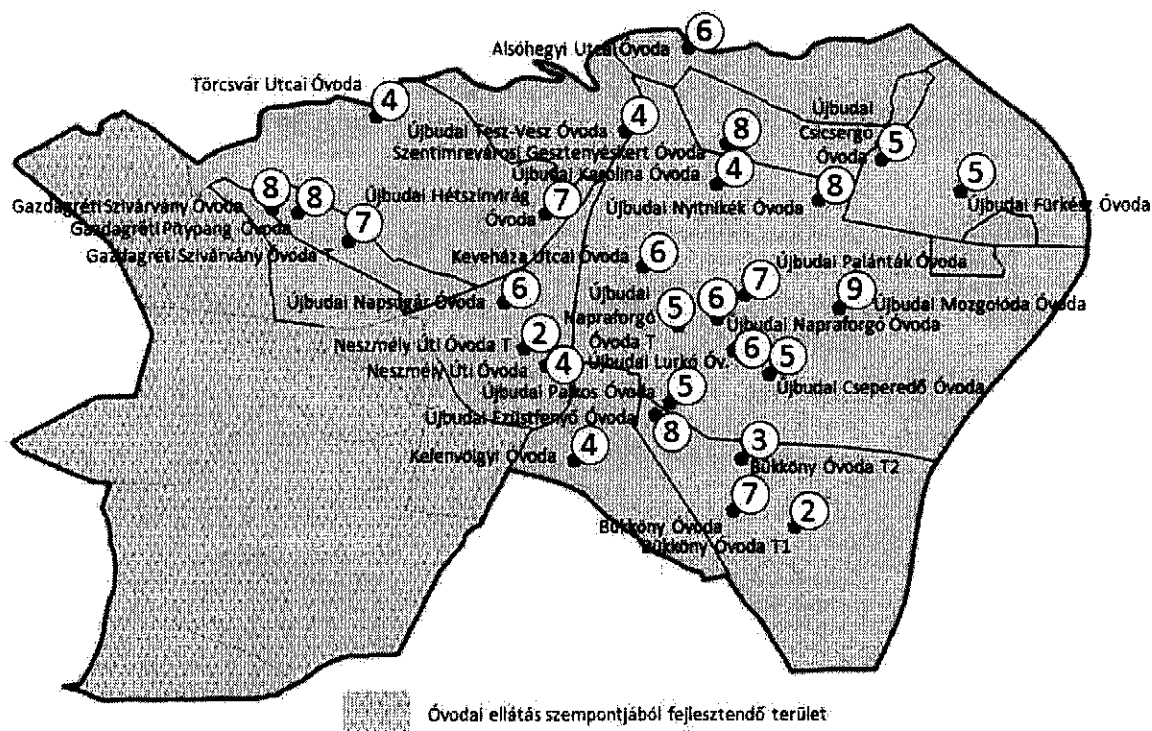 6
Alsóhegyi Utcai Óvoda
Törcsvár Utcai Óvoda
4
4
Újbudai Tesz-Vesz Óvoda
8
Szentimrevárosi Gesztenyéskert Óvoda
Újbudai
Csicsergő
Óvoda
5
Újbudai Karolina Óvoda
4
8
Újbudai Nyitnikék Óvoda
5
Újbudai Fürkész Óvoda
8
Gazdagréti Szivárvány Óvoda
8
Gazdagréti Pitypang Óvoda
7
Gazdagréti Szivárvány Óvoda T
Újbudai Hétszínvirág
Óvoda
7
Keveháza Utcai Óvoda
6
7
Újbudai Palánták Óvoda
Újbudai Napsugár Óvoda
6
Újbudai
Napraforgó
Óvoda T
5
6
Újbudai Napraforgó Óvoda
9
Újbudai Mozgolóda Óvoda
Neszmély Úti Óvoda T
2
Neszmély Úti Óvoda
4
Újbudai Lurkó Óv.
6
5
Újbudai Cseperedő Óvoda
Újbudai Pajkos Óvoda
5
Újbudai Ezüstfenyő Óvoda
8
Kelenvölgyi Óvoda
4
3
Bükköny Óvoda T2
7
Bükköny Óvoda
2
Bükköny Óvoda T1
Óvodai ellátás szempontjából fejlesztendő terület